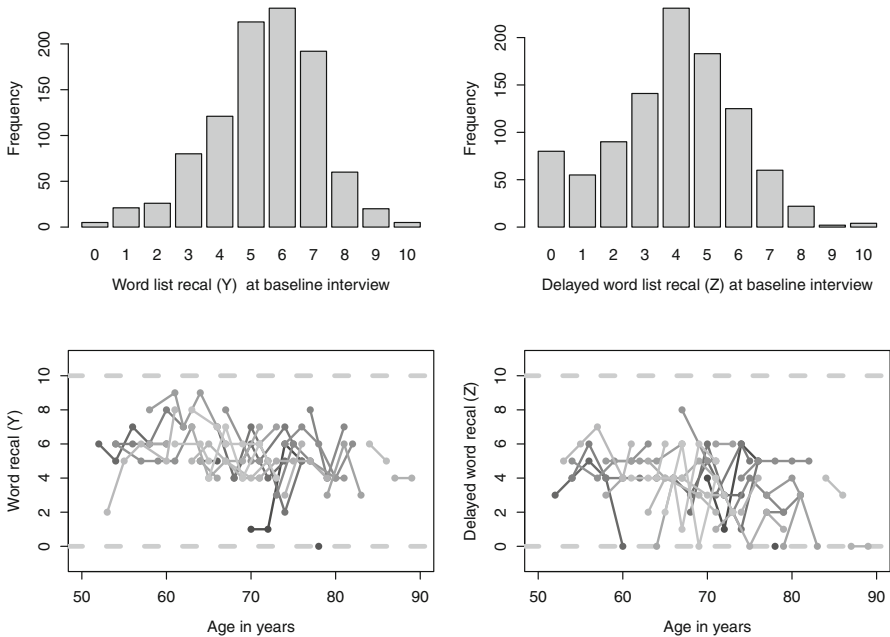 Frequency
0 50 100 150 200
0 1 2 3 4 5 6 7 8 9 10
Word list recal (Y) at baseline interview
Frequency
0 50 100 150 200
0 1 2 3 4 5 6 7 8 9 10
Delayed word list recal (Z) at baseline interview
Word recal (Y)
0 2 4 6 8 10
50 60 70 80 90
Age in years
Delayed word recal (Z)
0 2 4 6 8 10
50 60 70 80 90
Age in years